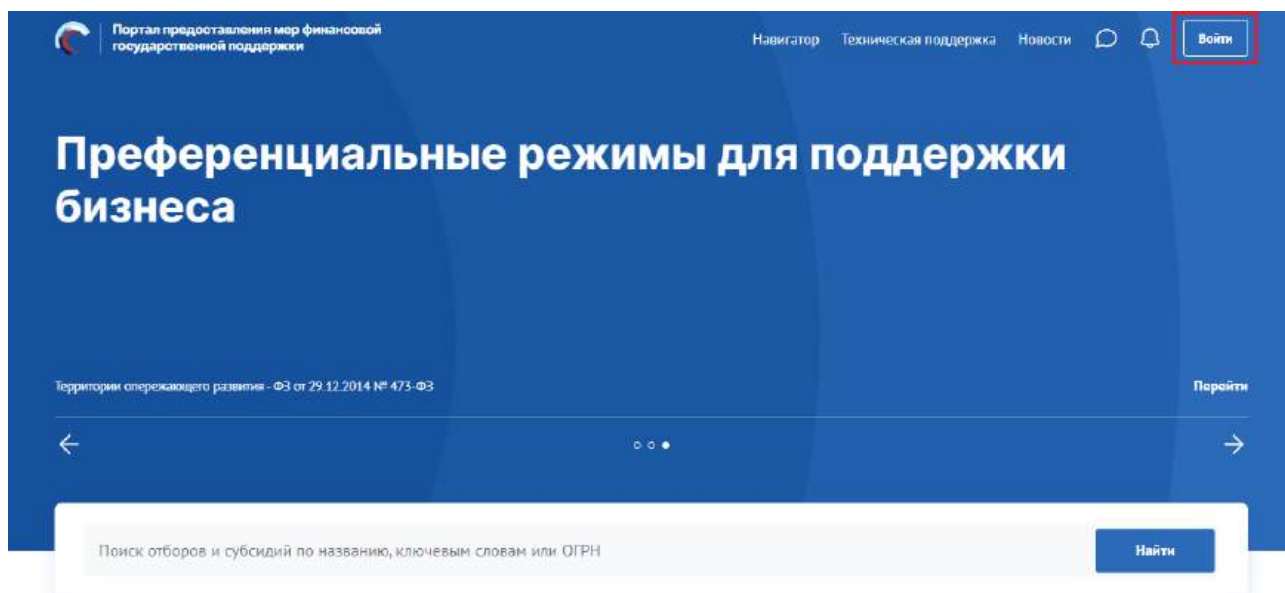 Портал предоставления мер финансовой
государственной поддержки
Навигатор Техническая поддержка Новости Войти
Преференциальные режимы для поддержки
бизнеса
Территории опережающего развития - ФЗ от 29.12.2014 № 473-ФЗ Перейти
Поиск отборов и субсидий по названию, ключевым словам или ОГРН Найти